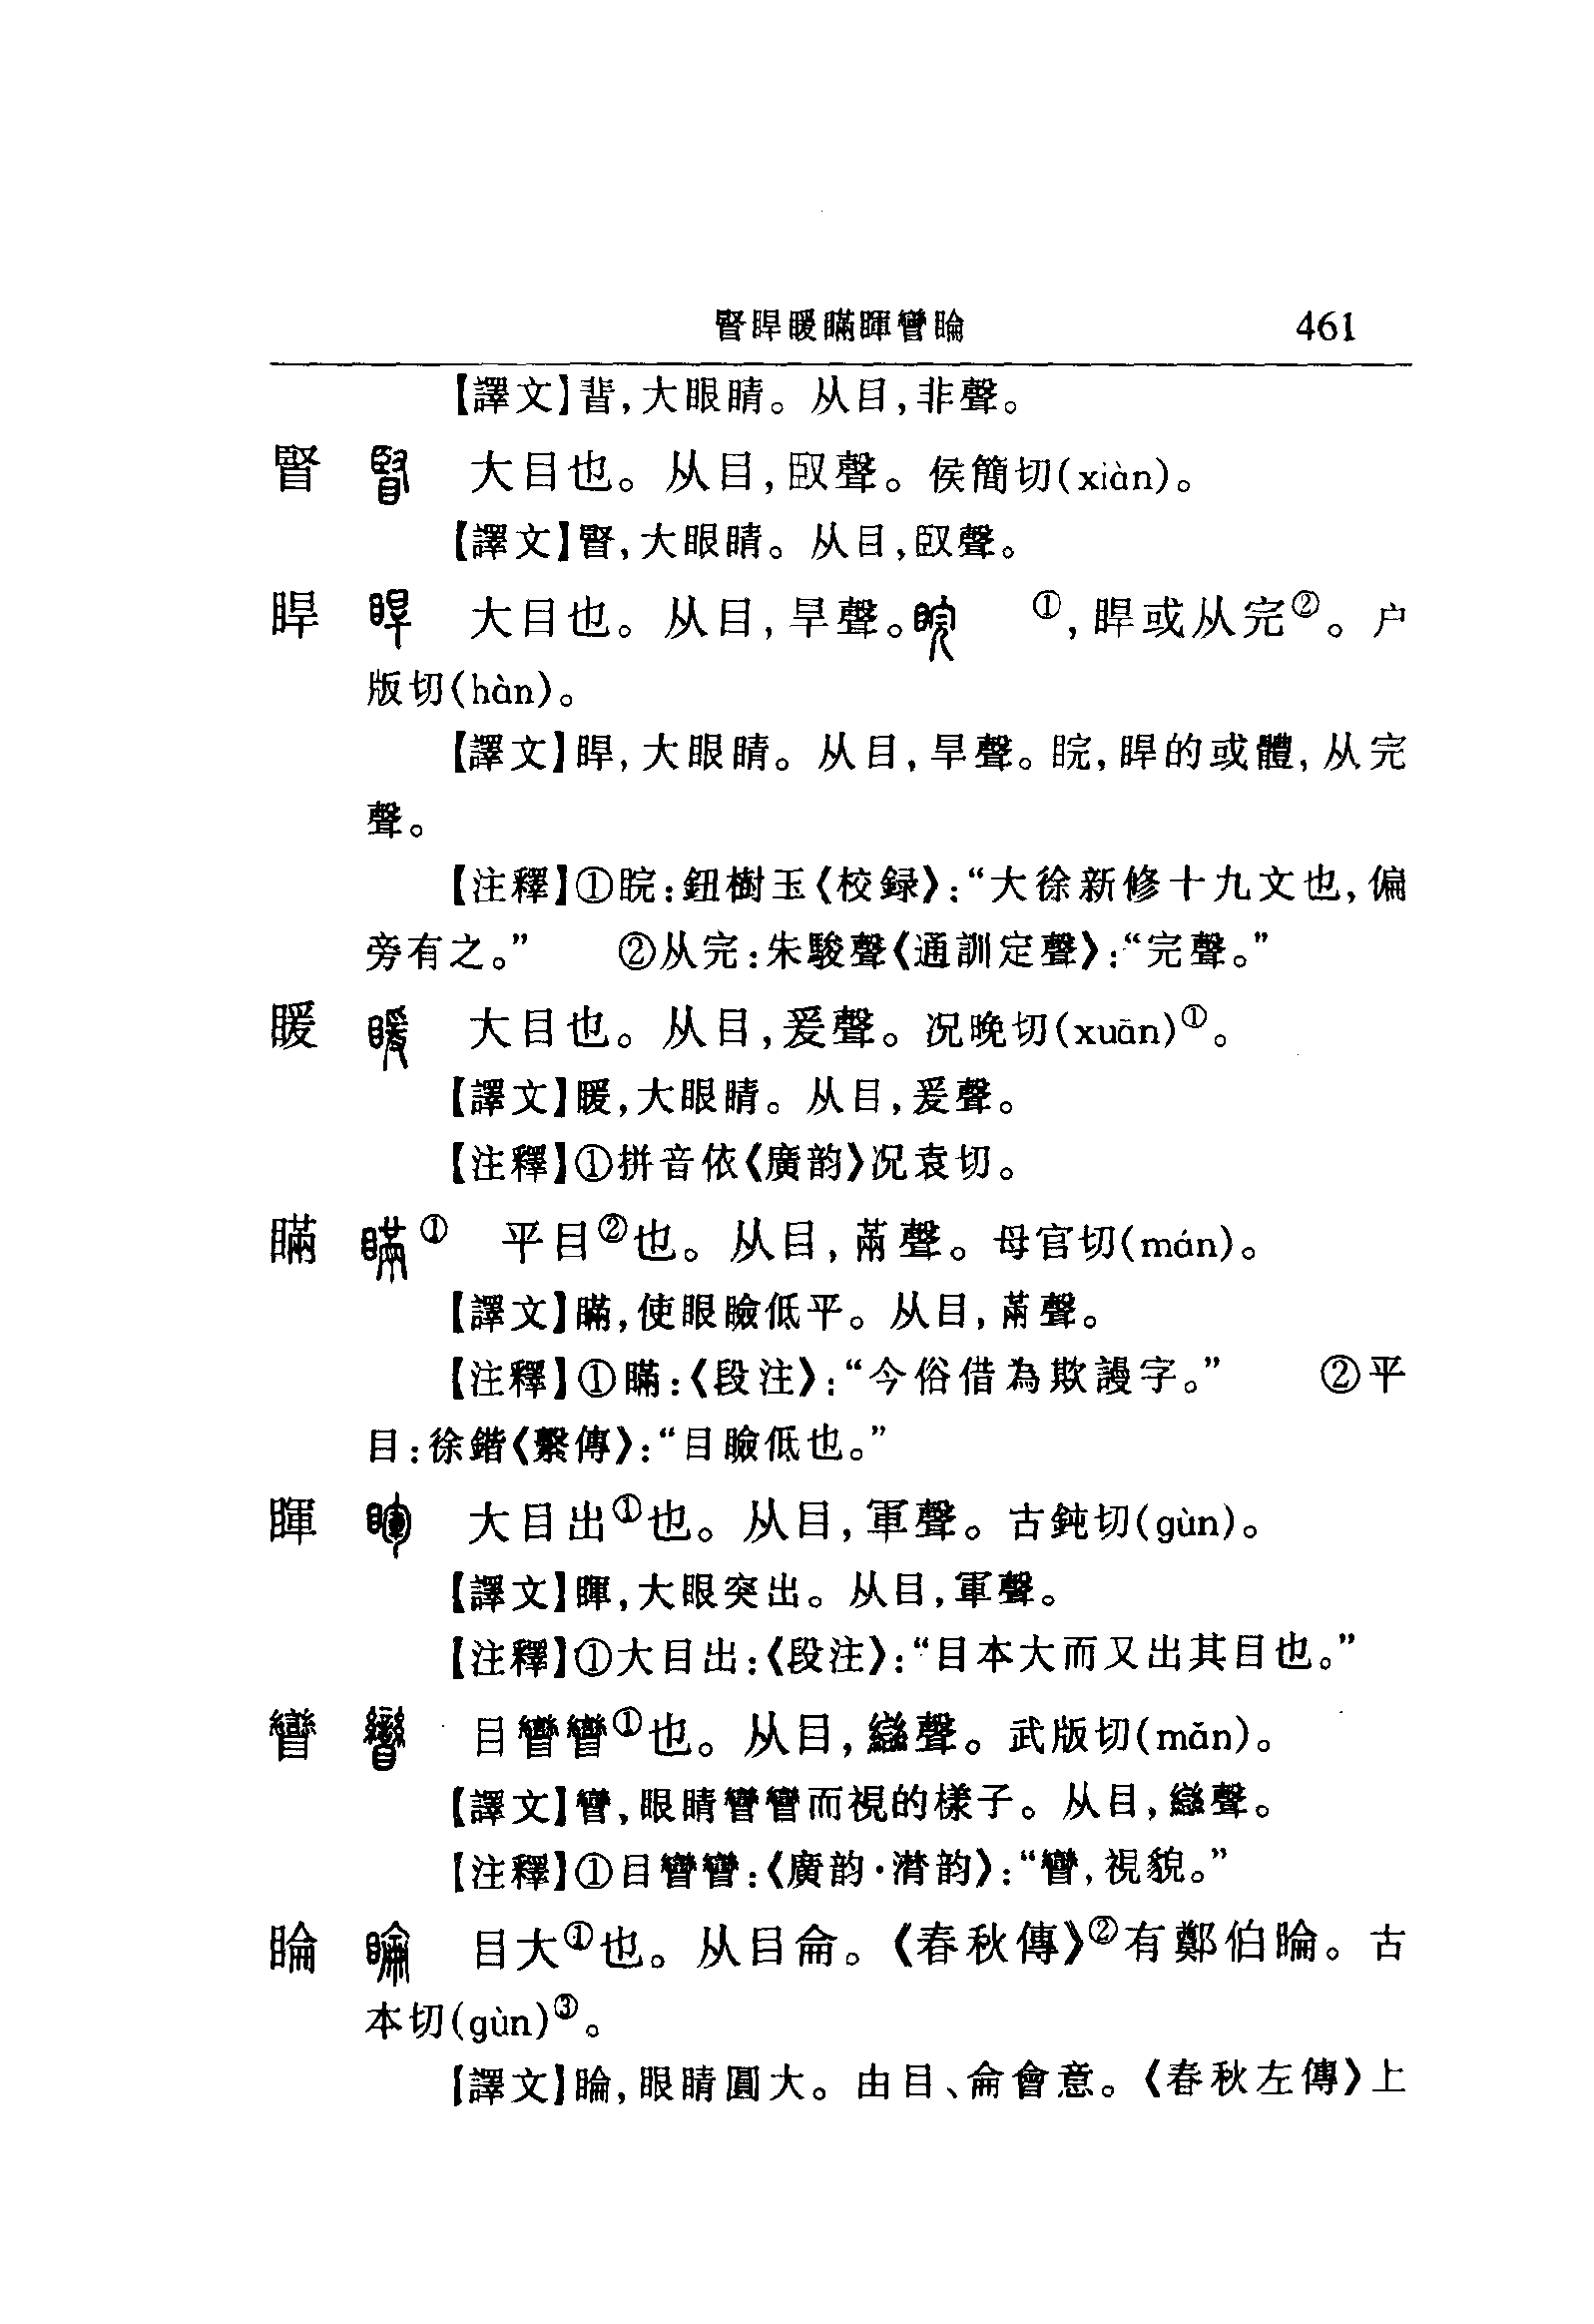 䀘睅暖瞞暉矕睔 461
【譯文】䀏,大眼睛。从目,非聲。
䀘 大目也。从目,臤聲。侯簡切(xiàn)。
【譯文】䀘,大眼睛。从目,臤聲。
睅 大目也。从目,旱聲。睆 ①,睅或从完②。户
版切(hàn)。
【譯文】睅,大眼睛。从目,旱聲。睆,睅的或體,从完
聲。
【注釋】①睆:鈕樹玉《校録》:“大徐新修十九文也,偏
旁有之。” ②从完:朱駿聲《通訓定聲》:“完聲。”
䁔 大目也。从目,爰聲。况晚切(xuān)①。
【譯文】䁔,大眼睛。从目,爰聲。
【注釋】①拼音依《廣韵》况袁切。
瞞 ① 平目②也。从目,㒼聲。母官切(mán)。
【譯文】瞞,使眼瞼低平。从目,㒼聲。
【注釋】①瞞:《段注》:“今俗借為欺謾字。” ②平
目:徐鍇《繫傳》:“目瞼低也。”
睴 大目出①也。从目,軍聲。古鈍切(gùn)。
【譯文】睴,大眼突出。从目,軍聲。
【注釋】①大目出:《段注》:“目本大而又出其目也。”
矕 目矕矕①也。从目,䜌聲。武版切(mǎn)。
【譯文】矕,眼睛矕矕而視的樣子。从目,䜌聲。
【注釋】①目矕矕:《廣韵·潸韵》:“矕,視貌。”
睔 目大①也。从目侖。《春秋傳》②有鄭伯睔。古
本切(gùn)③。
【譯文】睔,眼睛圓大。由目、侖會意。《春秋左傳》上